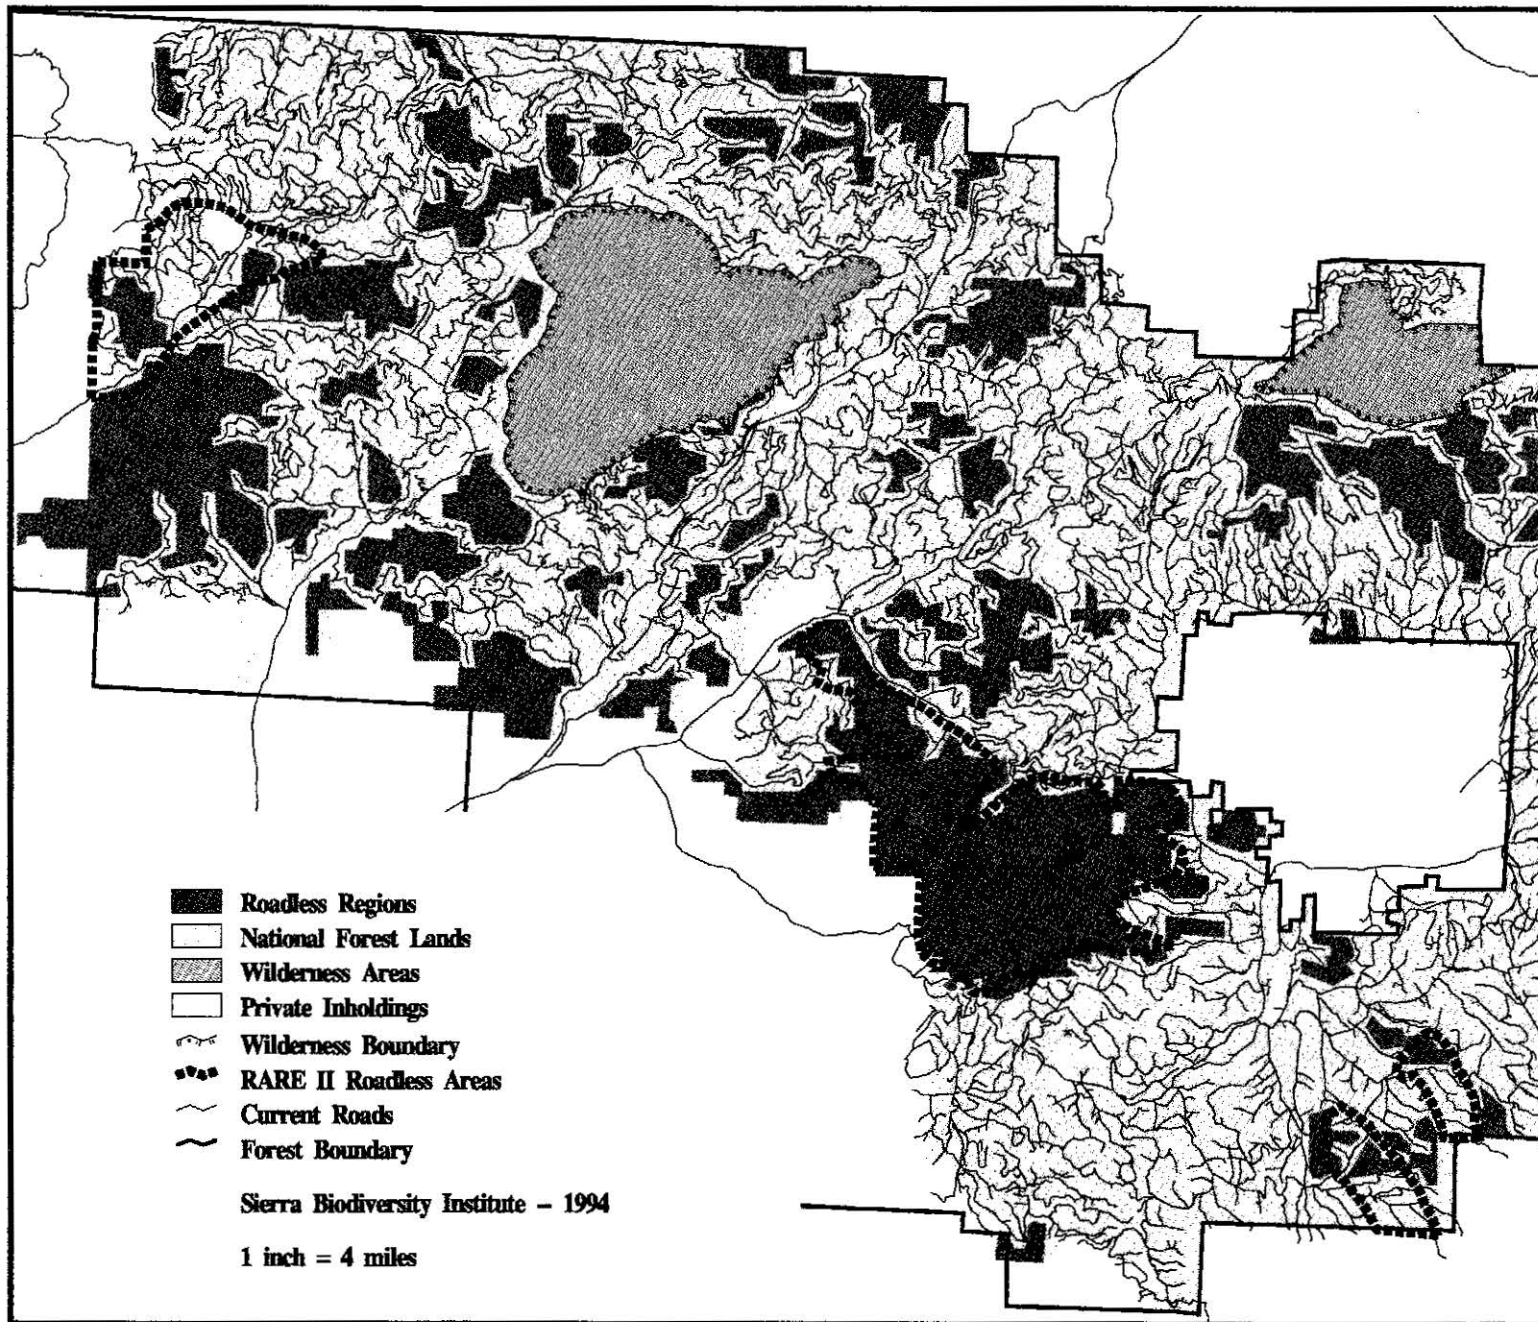 Roadless Regions
National Forest Lands
Wilderness Areas
Private Inholdings
Wilderness Boundary
RARE II Roadless Areas
Current Roads
Forest Boundary
Sierra Biodiversity Institute – 1994
1 inch = 4 miles